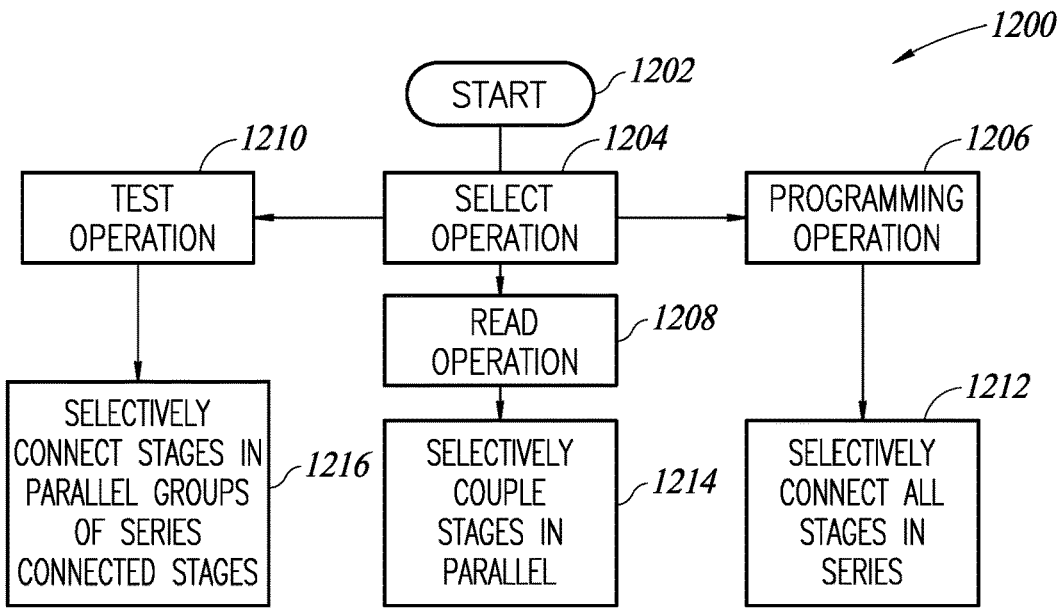 1200
START
1202
1210
1204
1206
TEST
OPERATION
SELECT
OPERATION
PROGRAMMING
OPERATION
READ
OPERATION
1208
SELECTIVELY
CONNECT STAGES IN
PARALLEL GROUPS
OF SERIES
CONNECTED STAGES
1216
SELECTIVELY
COUPLE
STAGES IN
PARALLEL
1214
1212
SELECTIVELY
CONNECT ALL
STAGES IN
SERIES